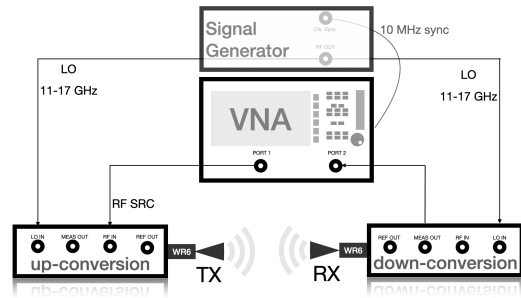 Signal
Generator
Clk. Sync.
RF OUT
10 MHz sync
LO
11-17 GHz
LO
11-17 GHz
VNA
PORT 1
PORT 2
RF SRC
LO IN
MEAS OUT
RF IN
REF OUT
up-conversion
WR6
TX
RX
WR6
REF OUT
MEAS OUT
RF IN
LO IN
down-conversion